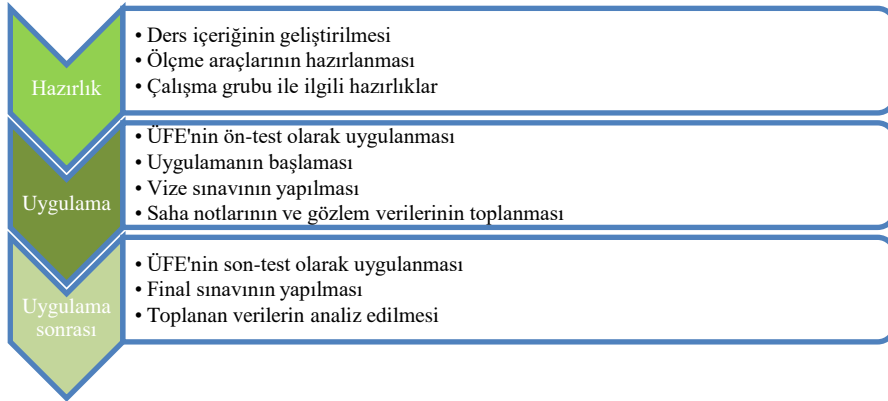 Hazırlık
• Ders içeriğinin geliştirilmesi
• Ölçme araçlarının hazırlanması
• Çalışma grubu ile ilgili hazırlıklar
Uygulama
• ÜFE'nin ön-test olarak uygulanması
• Uygulamanın başlaması
• Vize sınavının yapılması
• Saha notlarının ve gözlem verilerinin toplanması
Uygulama
sonrası
• ÜFE'nin son-test olarak uygulanması
• Final sınavının yapılması
• Toplanan verilerin analiz edilmesi